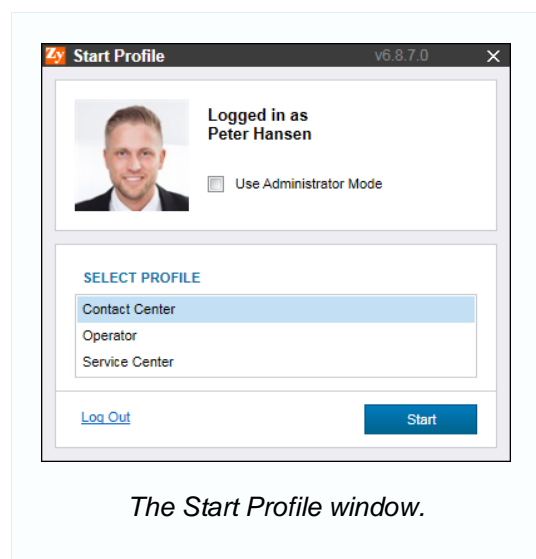 Zy Start Profile v6.8.7.0
Logged in as
Peter Hansen
Use Administrator Mode
SELECT PROFILE
Contact Center
Operator
Service Center
Log Out Start
The Start Profile window.